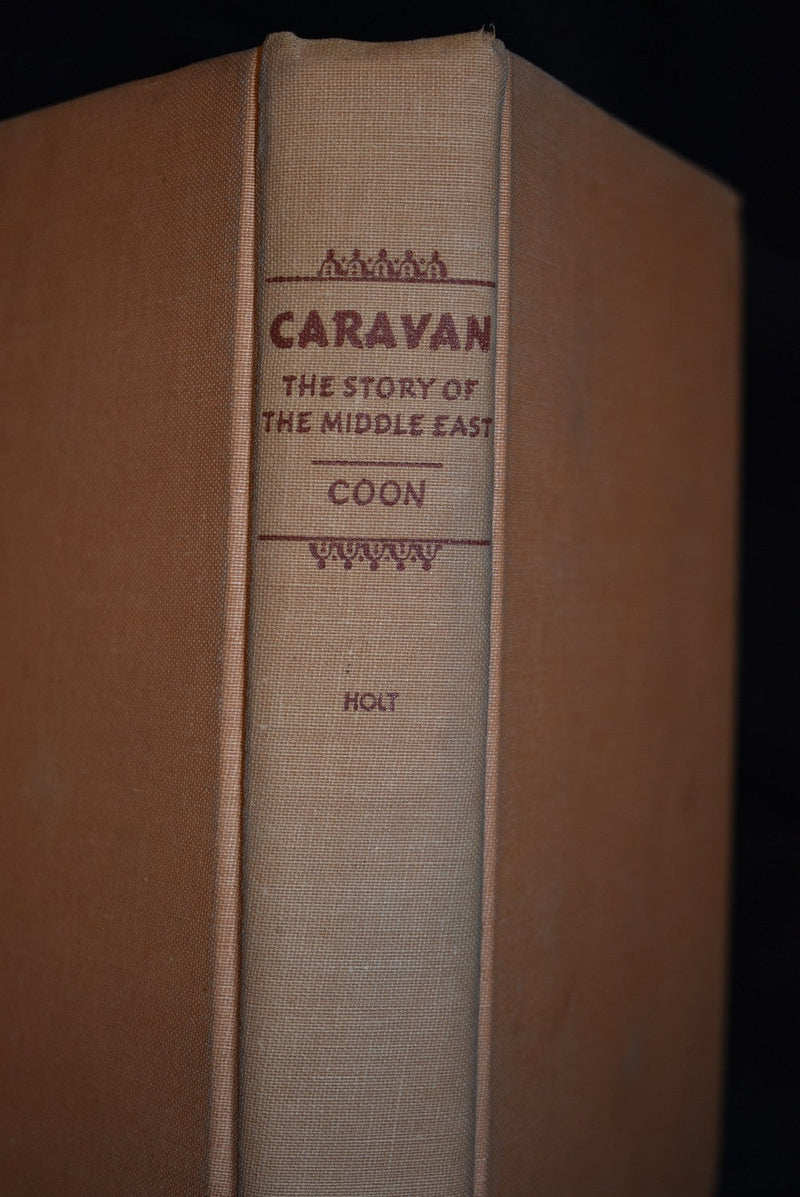 CARAVAN
THE STORY OF
THE MIDDLE EAST
COON
HOLT